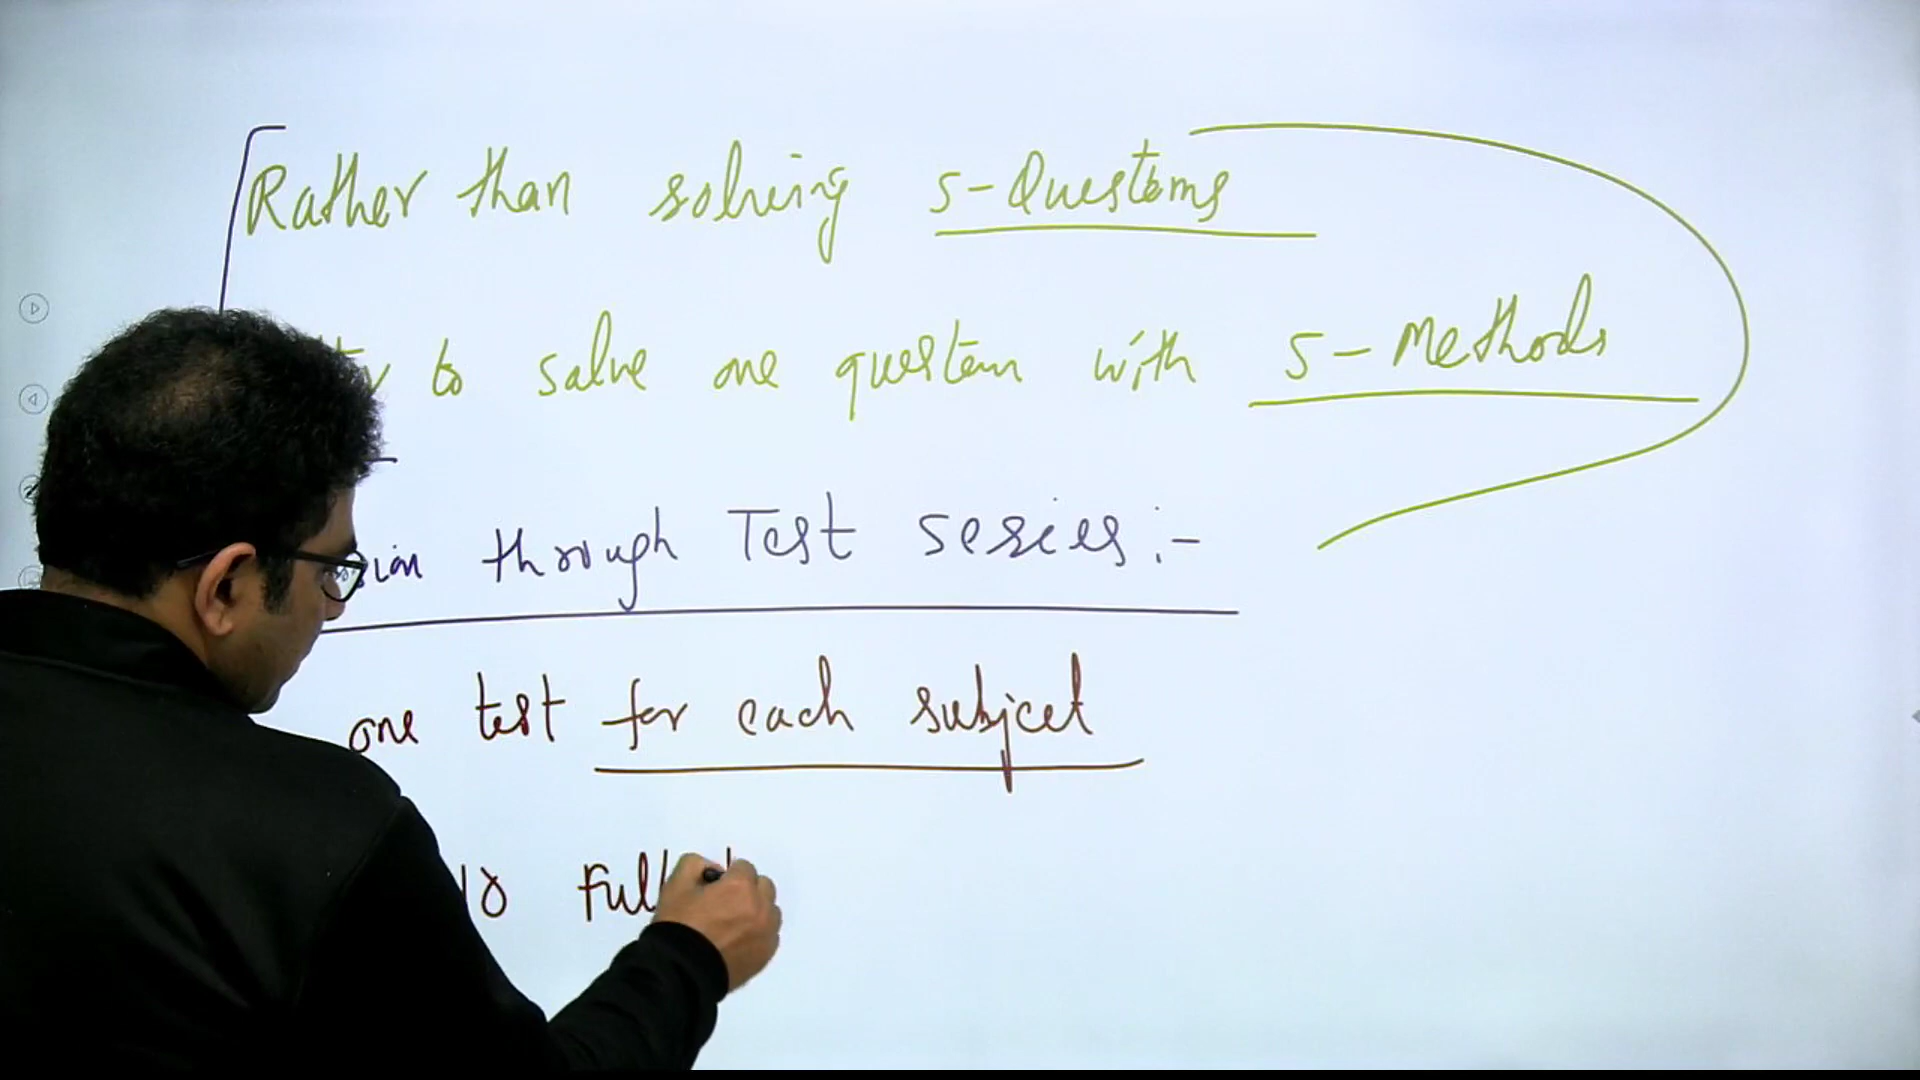 Rather than solving 5-Questions
to solve one question with 5-Methods
through Test series:-
one test for each subject
10 Full